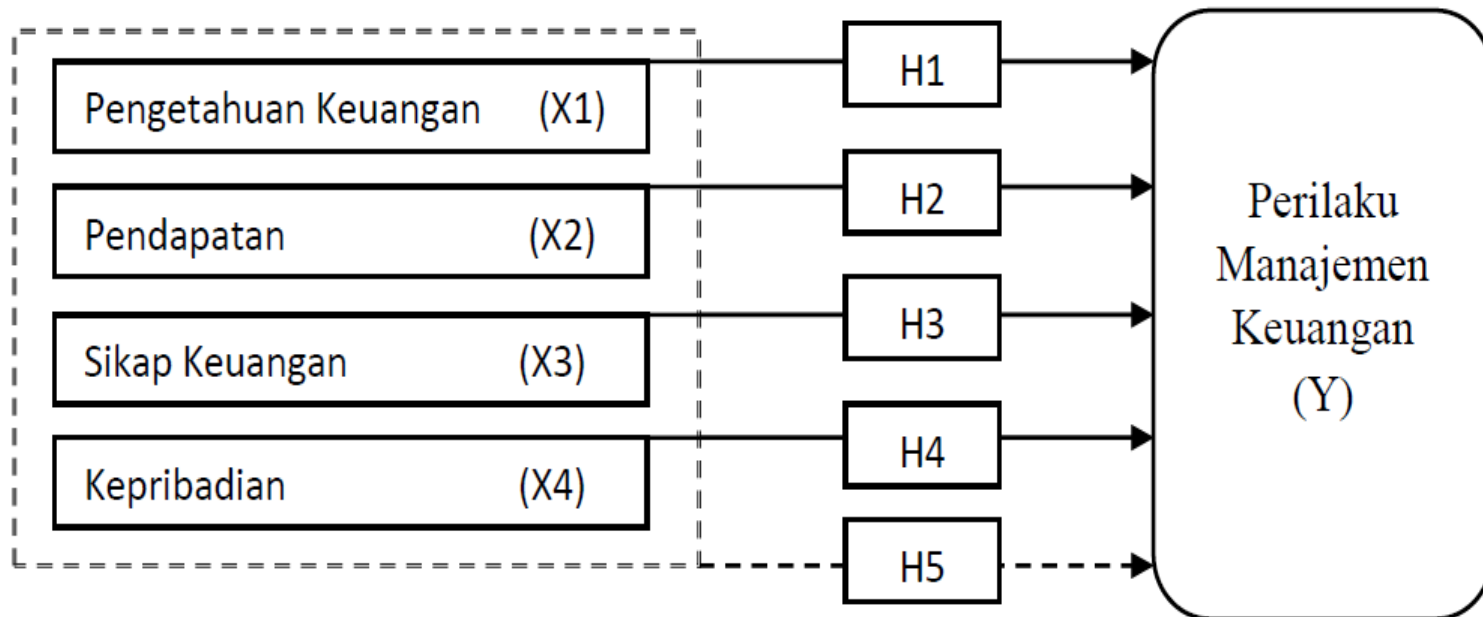 Pengetahuan Keuangan (X1)
H1
Pendapatan (X2)
H2
Sikap Keuangan (X3)
H3
Kepribadian (X4)
H4
H5
Perilaku
Manajemen
Keuangan
(Y)